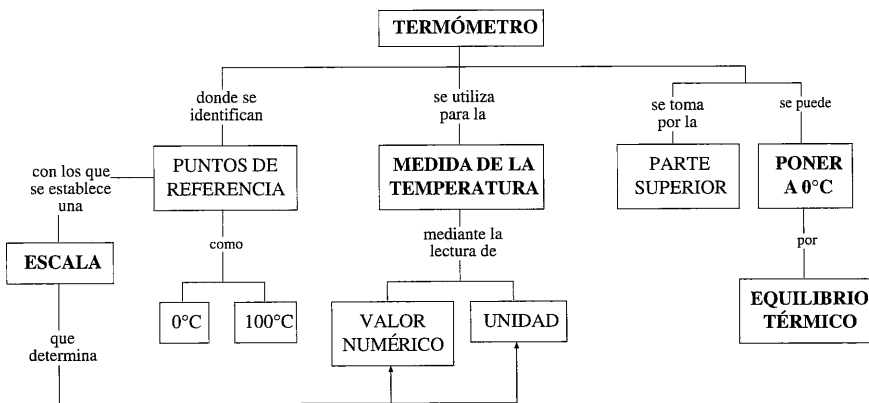 TERMÓMETRO
donde se
identifican
se utiliza
para la
se toma
por la
se puede
con los que
se establece
una
PUNTOS DE
REFERENCIA
MEDIDA DE LA
TEMPERATURA
PARTE
SUPERIOR
PONER
A 0°C
como
mediante la
lectura de
por
ESCALA
0°C
100°C
VALOR
NUMÉRICO
UNIDAD
EQUILIBRIO
TÉRMICO
que
determina